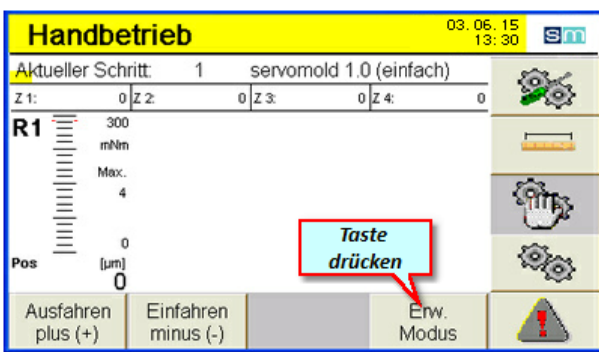 Handbetrieb
03. 06. 15
13: 30
sm
Aktueller Schritt: 1 servomold 1.0 (einfach)
Z 1: 0 Z 2: 0 Z 3: 0 Z 4: 0
R1
300
mNm
Max.
4
0
Pos [µm]
0
Taste
drücken
Ausfahren
plus (+)
Einfahren
minus (-)
Erw.
Modus